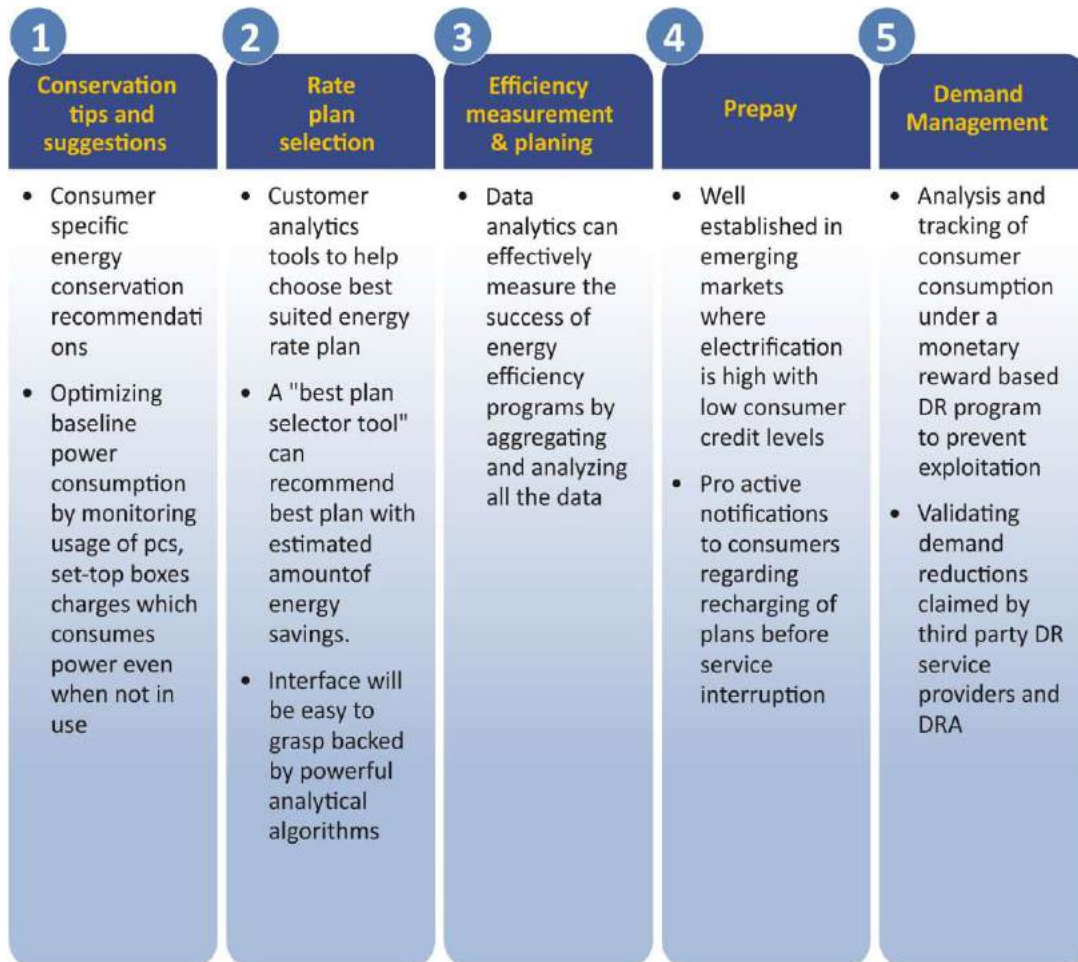 1
Conservation
tips and
suggestions
• Consumer
specific
energy
conservation
recommendati
ons
• Optimizing
baseline
power
consumption
by monitoring
usage of pcs,
set-top boxes
charges which
consumes
power even
when not in
use
2
Rate
plan
selection
• Customer
analytics
tools to help
choose best
suited energy
rate plan
• A "best plan
selector tool"
can
recommend
best plan with
estimated
amountof
energy
savings.
• Interface will
be easy to
grasp backed
by powerful
analytical
algorithms
3
Efficiency
measurement
& planing
• Data
analytics can
effectively
measure the
success of
energy
efficiency
programs by
aggregating
and analyzing
all the data
4
Prepay
• Well
established in
emerging
markets
where
electrification
is high with
low consumer
credit levels
• Pro active
notifications
to consumers
regarding
recharging of
plans before
service
interruption
5
Demand
Management
• Analysis and
tracking of
consumer
consumption
under a
monetary
reward based
DR program
to prevent
exploitation
• Validating
demand
reductions
claimed by
third party DR
service
providers and
DRA